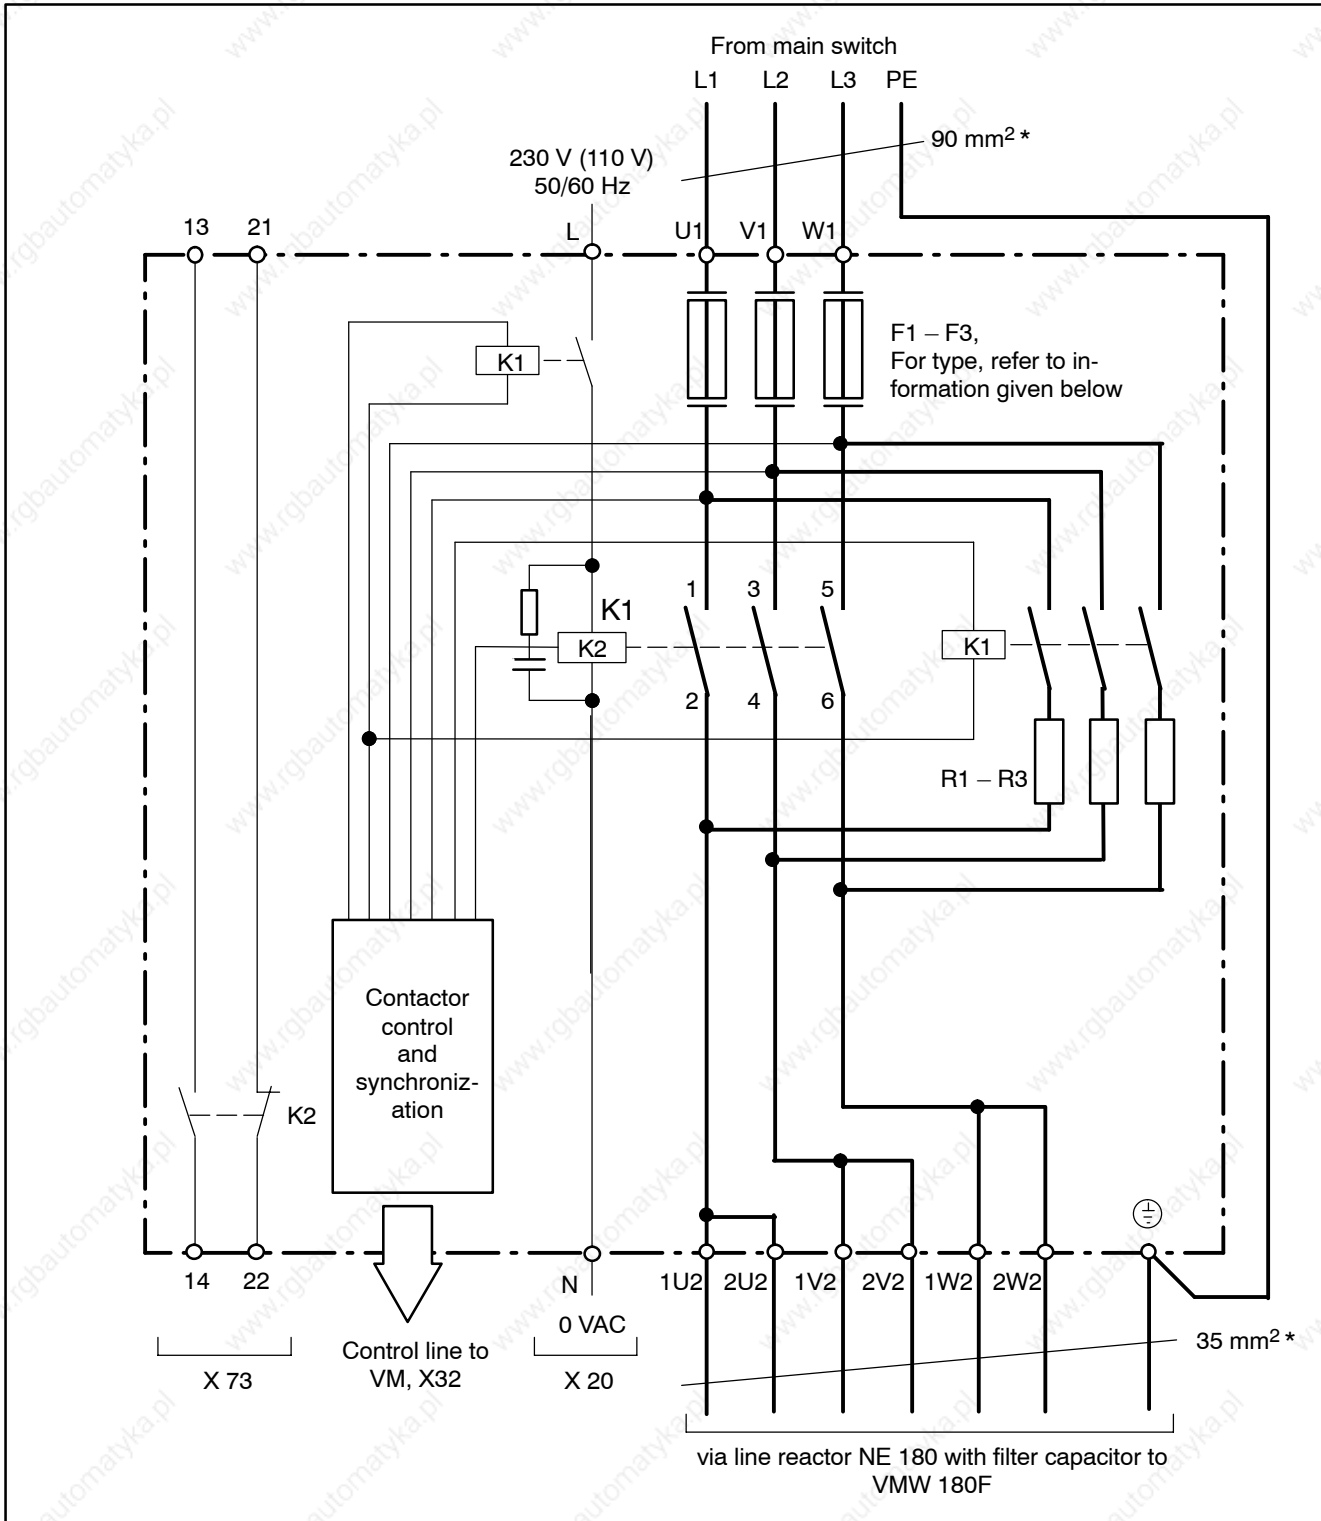 From main switch
L1 L2 L3 PE
90 mm² *
230 V (110 V)
50/60 Hz
13 21 L U1 V1 W1
F1 – F3,
For type, refer to in-
formation given below
K1
K1
K2
1 3 5
2 4 6
K1
R1 – R3
Contactor
control
and
synchroniz-
ation
K2
14 22 N 1U2 2U2 1V2 2V2 1W2 2W2
0 VAC
Control line to
VM, X32
X 73
X 20
35 mm² *
via line reactor NE 180 with filter capacitor to
VMW 180F
www.rgbautomatyka.pl